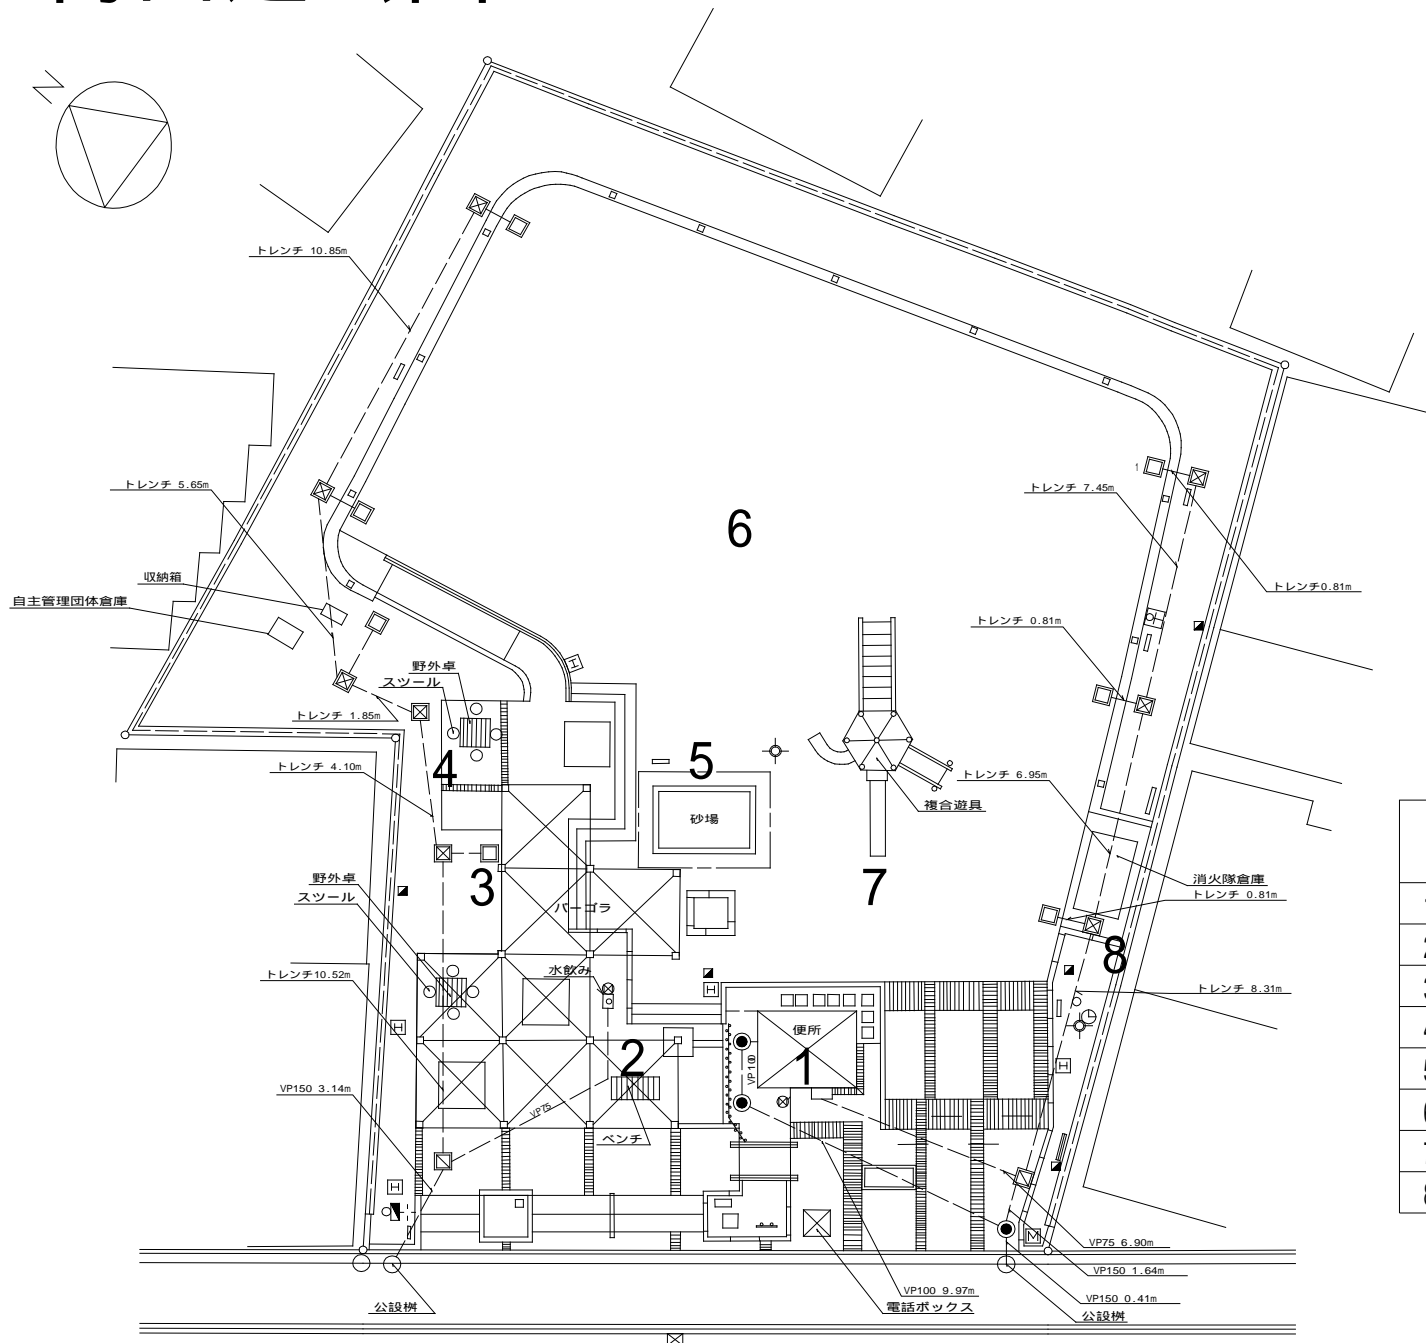 N
トレンチ 10.85m
トレンチ 5.65m
1
トレンチ 7.45m
6
収納箱
自主管理団体倉庫
トレンチ0.81m
トレンチ 0.81m
野外卓
スツール
H
トレンチ 1.85m
トレンチ 4.10m
4
5
トレンチ 6.95m
複合遊具
砂場
3
7
野外卓
スツール
消火隊倉庫
トレンチ 0.81m
パーゴラ
8
トレンチ10.52m
水飲み
H
トレンチ 8.31m
便所
H
2
1
VP100
H
VP150 3.14m
VP75
ベンチ
H
M
VP75 6.90m
VP150 1.64m
VP100 9.97m
VP150 0.41m
公設桝
電話ボックス
公設桝